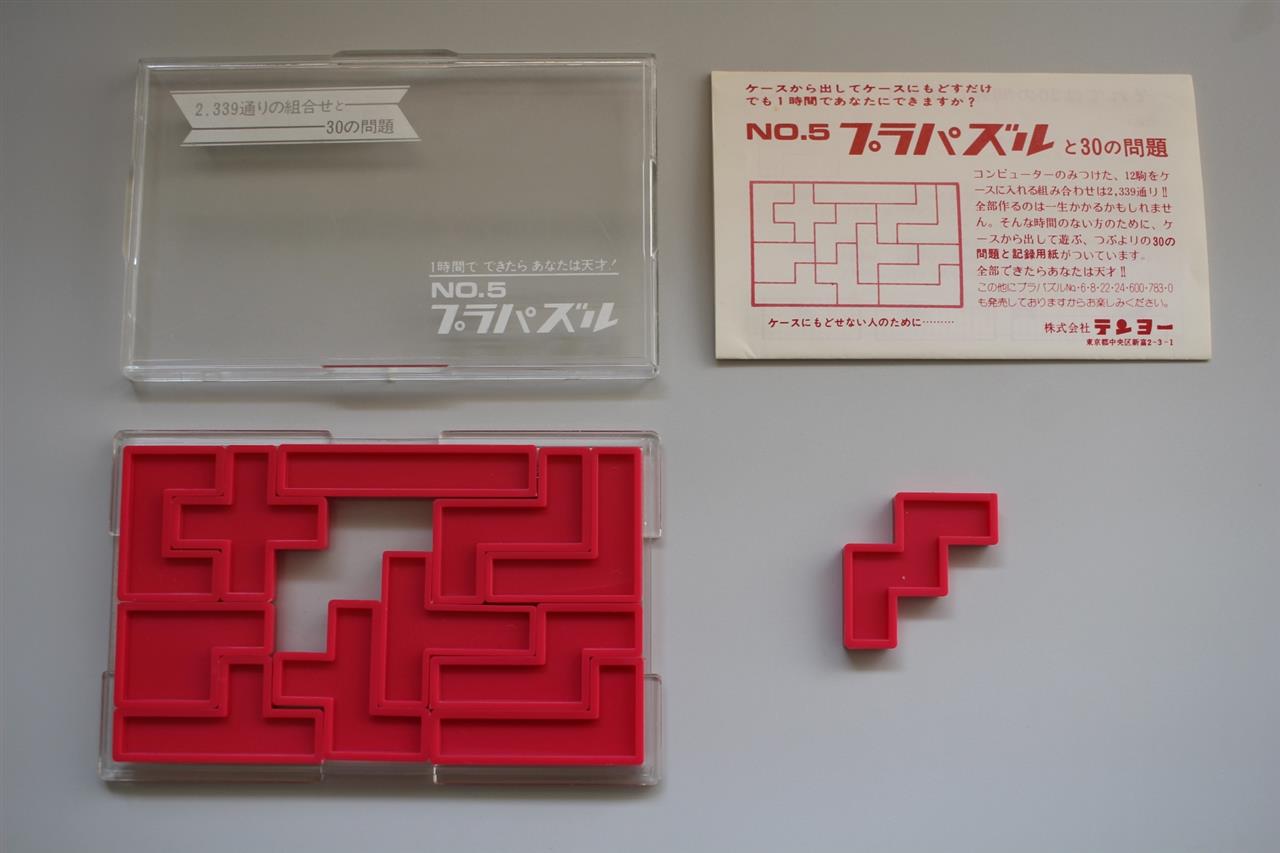 2,339通りの組合せと
30の問題
1時間で できたら あなたは天才!
NO.5
プラパズル
ケースから出してケースにもどすだけ
でも1時間であなたにできますか?
NO.5 プラパズルと30の問題
コンピューターのみつけた、12駒をケ
ースに入れる組み合わせは2,339通り!!
全部作るのは一生かかるかもしれませ
ん。そんな時間のない方のために、ケ
ースから出して遊ぶ、つぶよりの30の
問題と記録用紙がついています。
全部できたらあなたは天才!!
この他にプラパズルNo・6・8・22・24・600・783・0
も発売しておりますからお楽しみください。
ケースにもどせない人のために………
株式会社 テンヨー
東京都中央区新富2-3-1